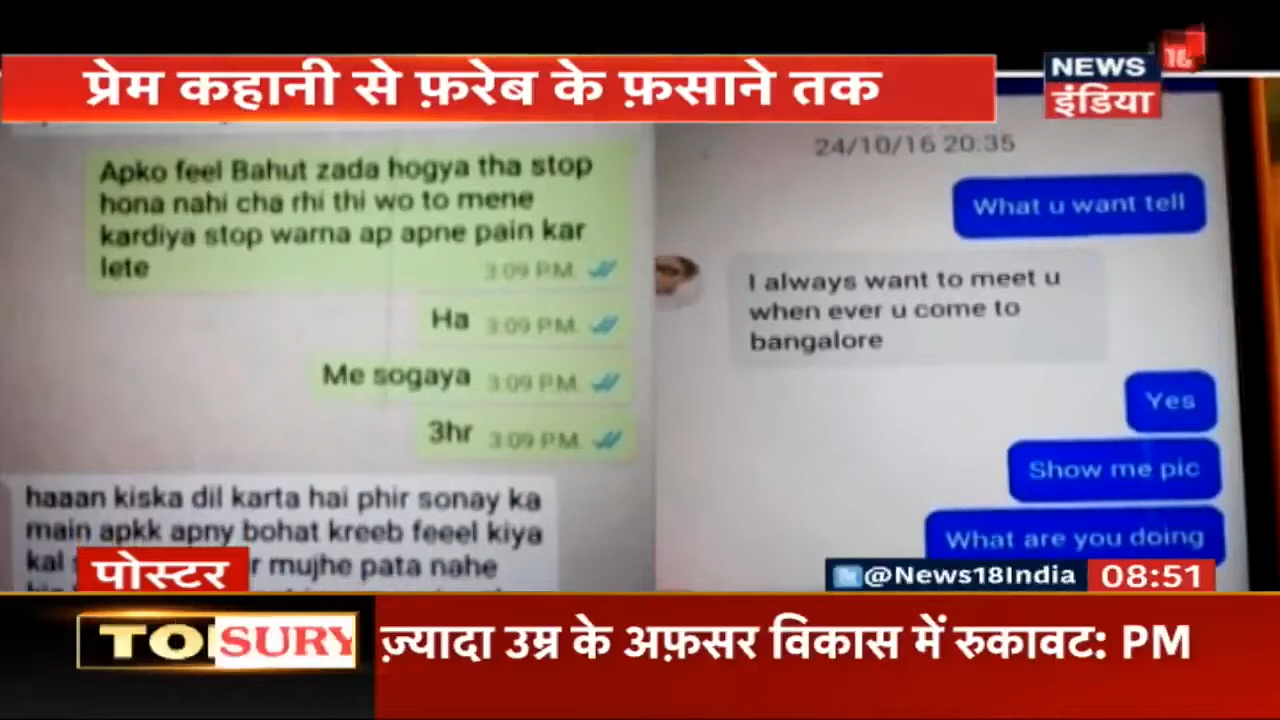 प्रेम कहानी से फ़रेब के फ़साने तक
NEWS
18
इंडिया
Apko feel Bahut zada hogya tha stop
hona nahi cha rhi thi wo to mene
kardiya stop warna ap apne pain kar
lete
3:09 P.M.
Ha 3:09 P.M.
Me sogaya 3:09 P.M.
3hr 3:09 P.M.
haaan kiska dil karta hai phir sonay ka
main apkk apny bohat kreeb feeel kiya
kal r mujhe pata nahe
24/10/16 20:35
What u want tell
I always want to meet u
when ever u come to
bangalore
Yes
Show me pic
What are you doing
पोस्टर
@News18India 08:51
TO SURY
ज़्यादा उम्र के अफ़सर विकास में रुकावट: PM